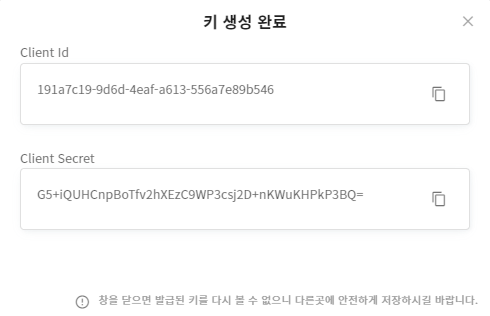 키 생성 완료
Client Id
191a7c19-9d6d-4eaf-a613-556a7e89b546
Client Secret
G5+iQUHCnpBoTfv2hXEzC9WP3csj2D+nKWuKHPkP3BQ=
창을 닫으면 발급된 키를 다시 볼 수 없으니 다른곳에 안전하게 저장하시길 바랍니다.